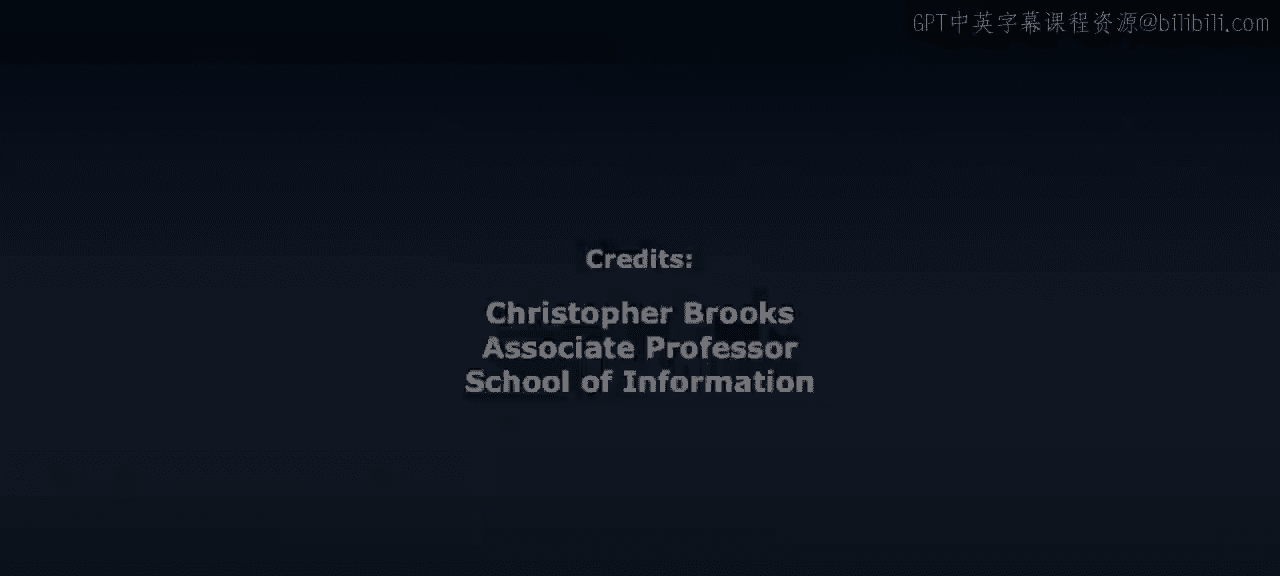 GPT中英字幕课程资源@bilibili.com
Credits:
Christopher Brooks
Associate Professor
School of Information